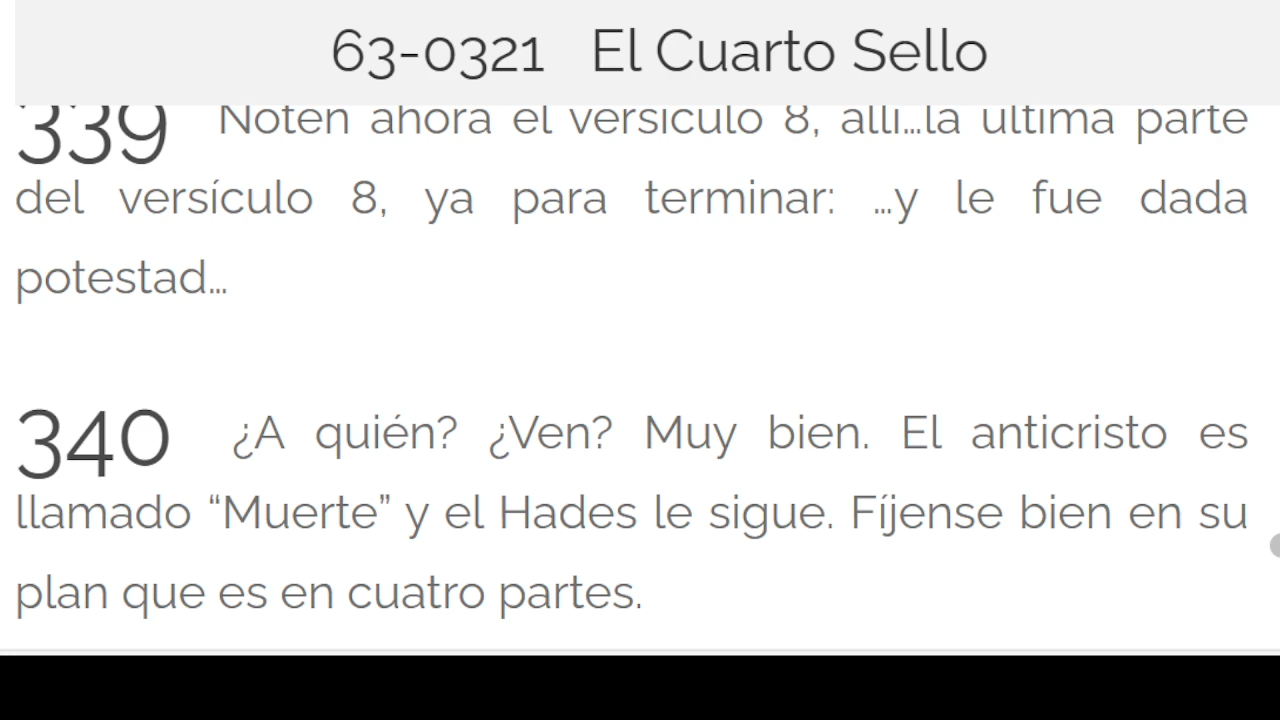 63-0321 El Cuarto Sello
339 Noten ahora el versículo 8, allí...la última parte
del versículo 8, ya para terminar: ...y le fue dada
potestad...
340 ¿A quién? ¿Ven? Muy bien. El anticristo es
llamado “Muerte” y el Hades le sigue. Fíjense bien en su
plan que es en cuatro partes.